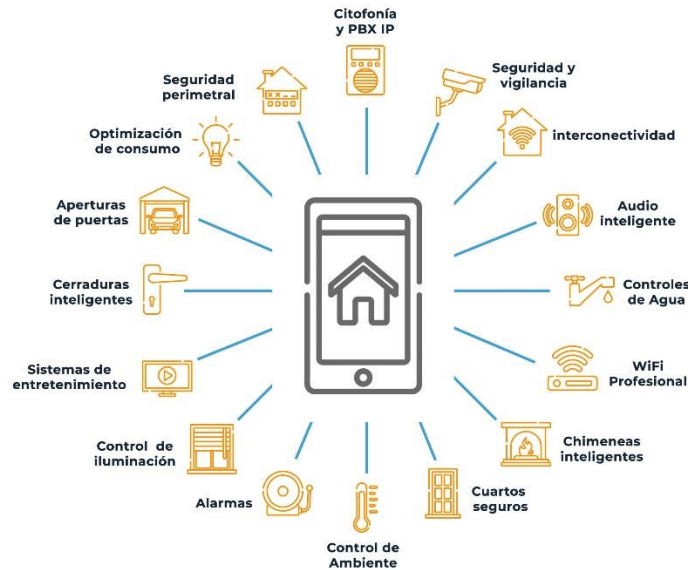 Citofonía
y PBX IP
Seguridad y
vigilancia
interconectividad
Audio
inteligente
Controles
de Agua
WiFi
Profesional
Chimeneas
inteligentes
Cuartos
seguros
Control de
Ambiente
Alarmas
Control de
iluminación
Sistemas de
entretenimiento
Cerraduras
inteligentes
Aperturas
de puertas
Optimización
de consumo
Seguridad
perimetral